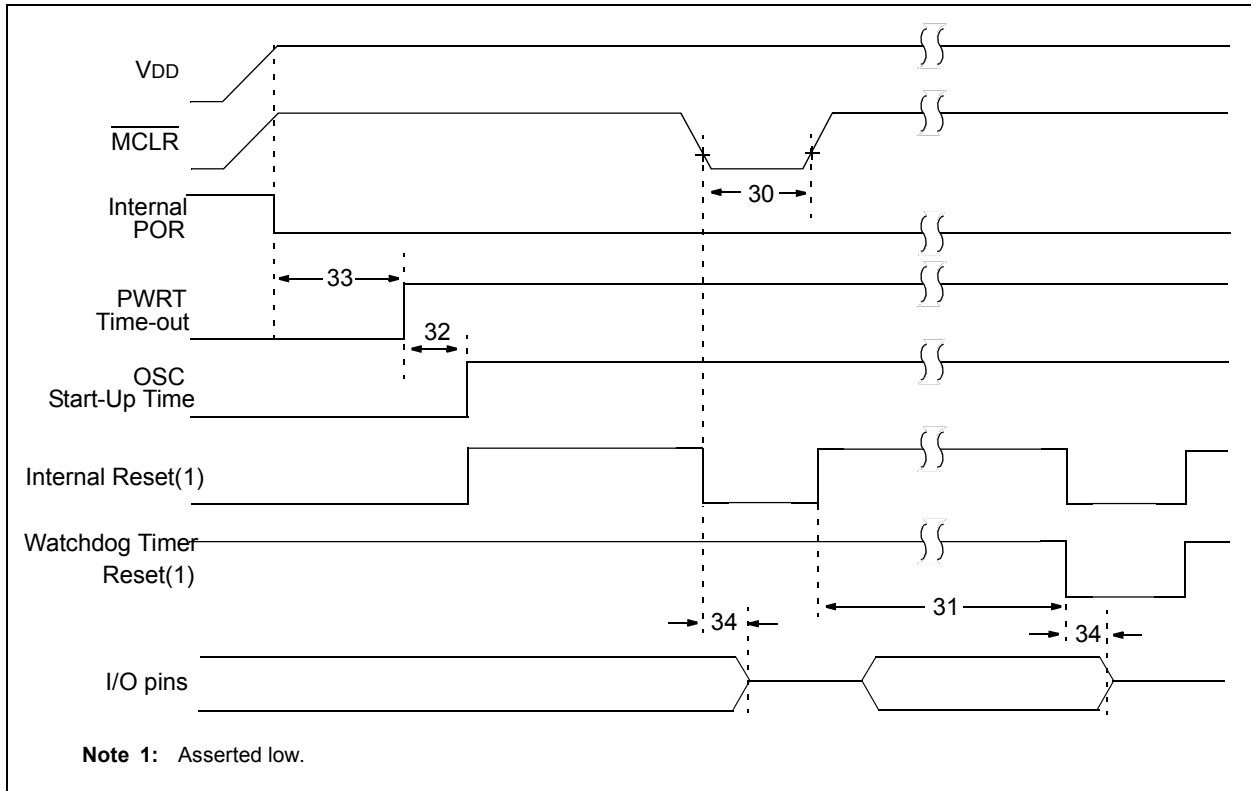 VDD
MCLR
Internal
POR
33
30
PWRT
Time-out
32
OSC
Start-Up Time
Internal Reset(1)
Watchdog Timer
Reset(1)
31
34
34
I/O pins
Note 1: Asserted low.